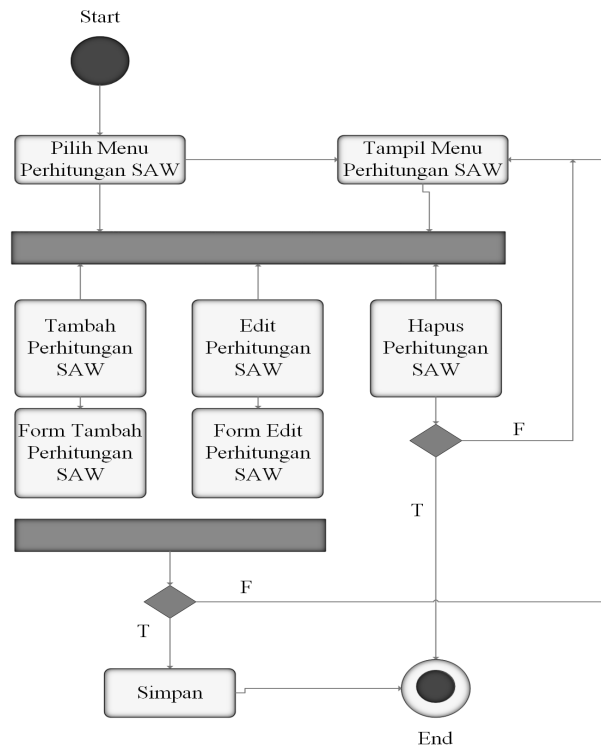 Start
Pilih Menu
Perhitungan SAW
Tampil Menu
Perhitungan SAW
Tambah
Perhitungan
SAW
Edit
Perhitungan
SAW
Hapus
Perhitungan
SAW
Form Tambah
Perhitungan
SAW
Form Edit
Perhitungan
SAW
F
T
F
T
Simpan
End